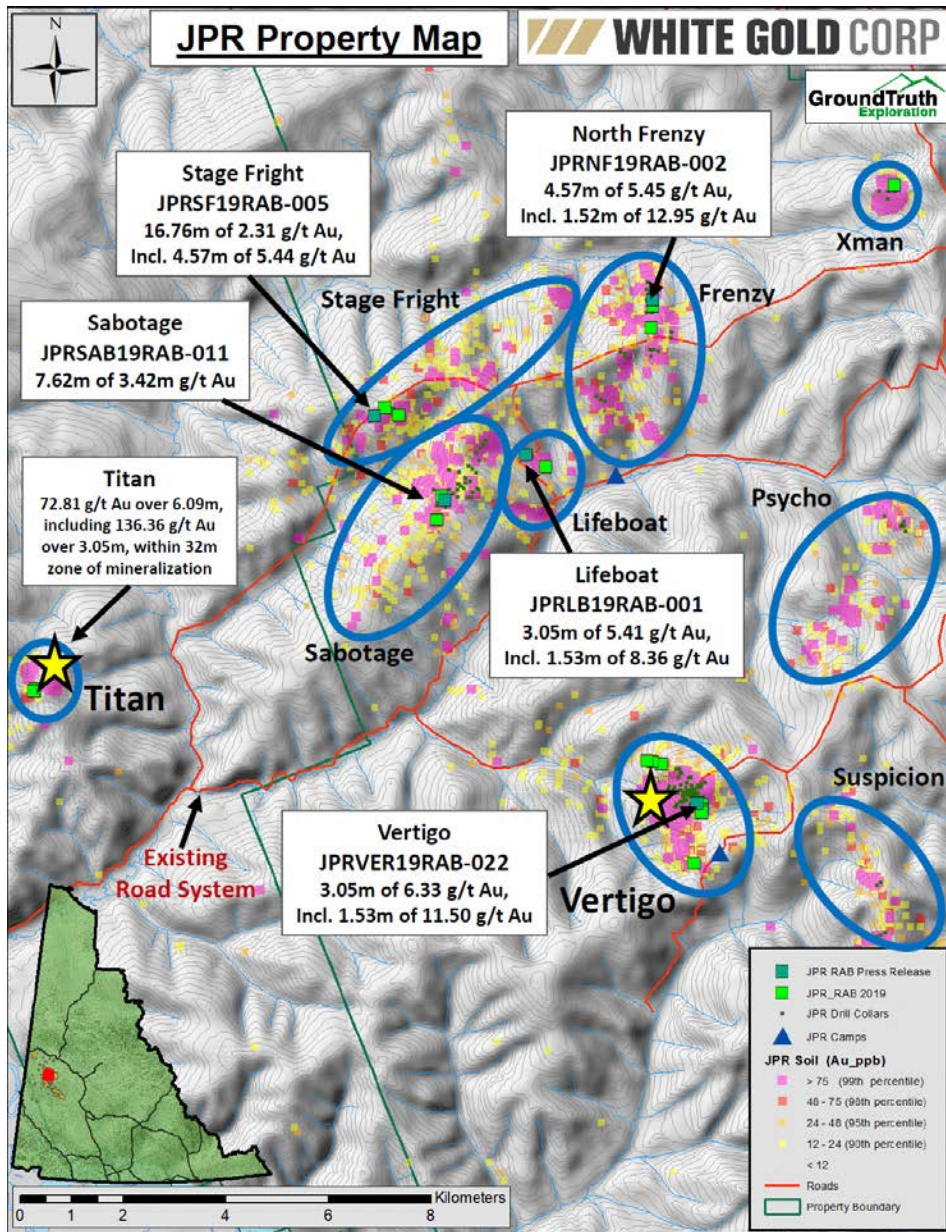 N
JPR Property Map
WHITE GOLD CORP
GroundTruth
Exploration
North Frenzy
JPRNF19RAB-002
4.57m of 5.45 g/t Au,
Incl. 1.52m of 12.95 g/t Au
Stage Fright
JPRSF19RAB-005
16.76m of 2.31 g/t Au,
Incl. 4.57m of 5.44 g/t Au
Xman
Stage Fright
Frenzy
Sabotage
JPRSAB19RAB-011
7.62m of 3.42m g/t Au
Titan
72.81 g/t Au over 6.09m,
including 136.36 g/t Au
over 3.05m, within 32m
zone of mineralization
Psycho
Lifeboat
Lifeboat
JPRLB19RAB-001
3.05m of 5.41 g/t Au,
Incl. 1.53m of 8.36 g/t Au
Sabotage
Titan
Suspicion
Vertigo
JPRVER19RAB-022
3.05m of 6.33 g/t Au,
Incl. 1.53m of 11.50 g/t Au
Existing
Road System
Vertigo
JPR RAB Press Release
JPR_RAB 2019
JPR Drill Collars
JPR Camps
JPR Soil (Au_ppb)
> 75 (99th percentile)
48 - 75 (98th percentile)
24 - 48 (95th percentile)
12 - 24 (90th percentile)
< 12
Roads
Property Boundary
Kilometers
0 1 2 4 6 8